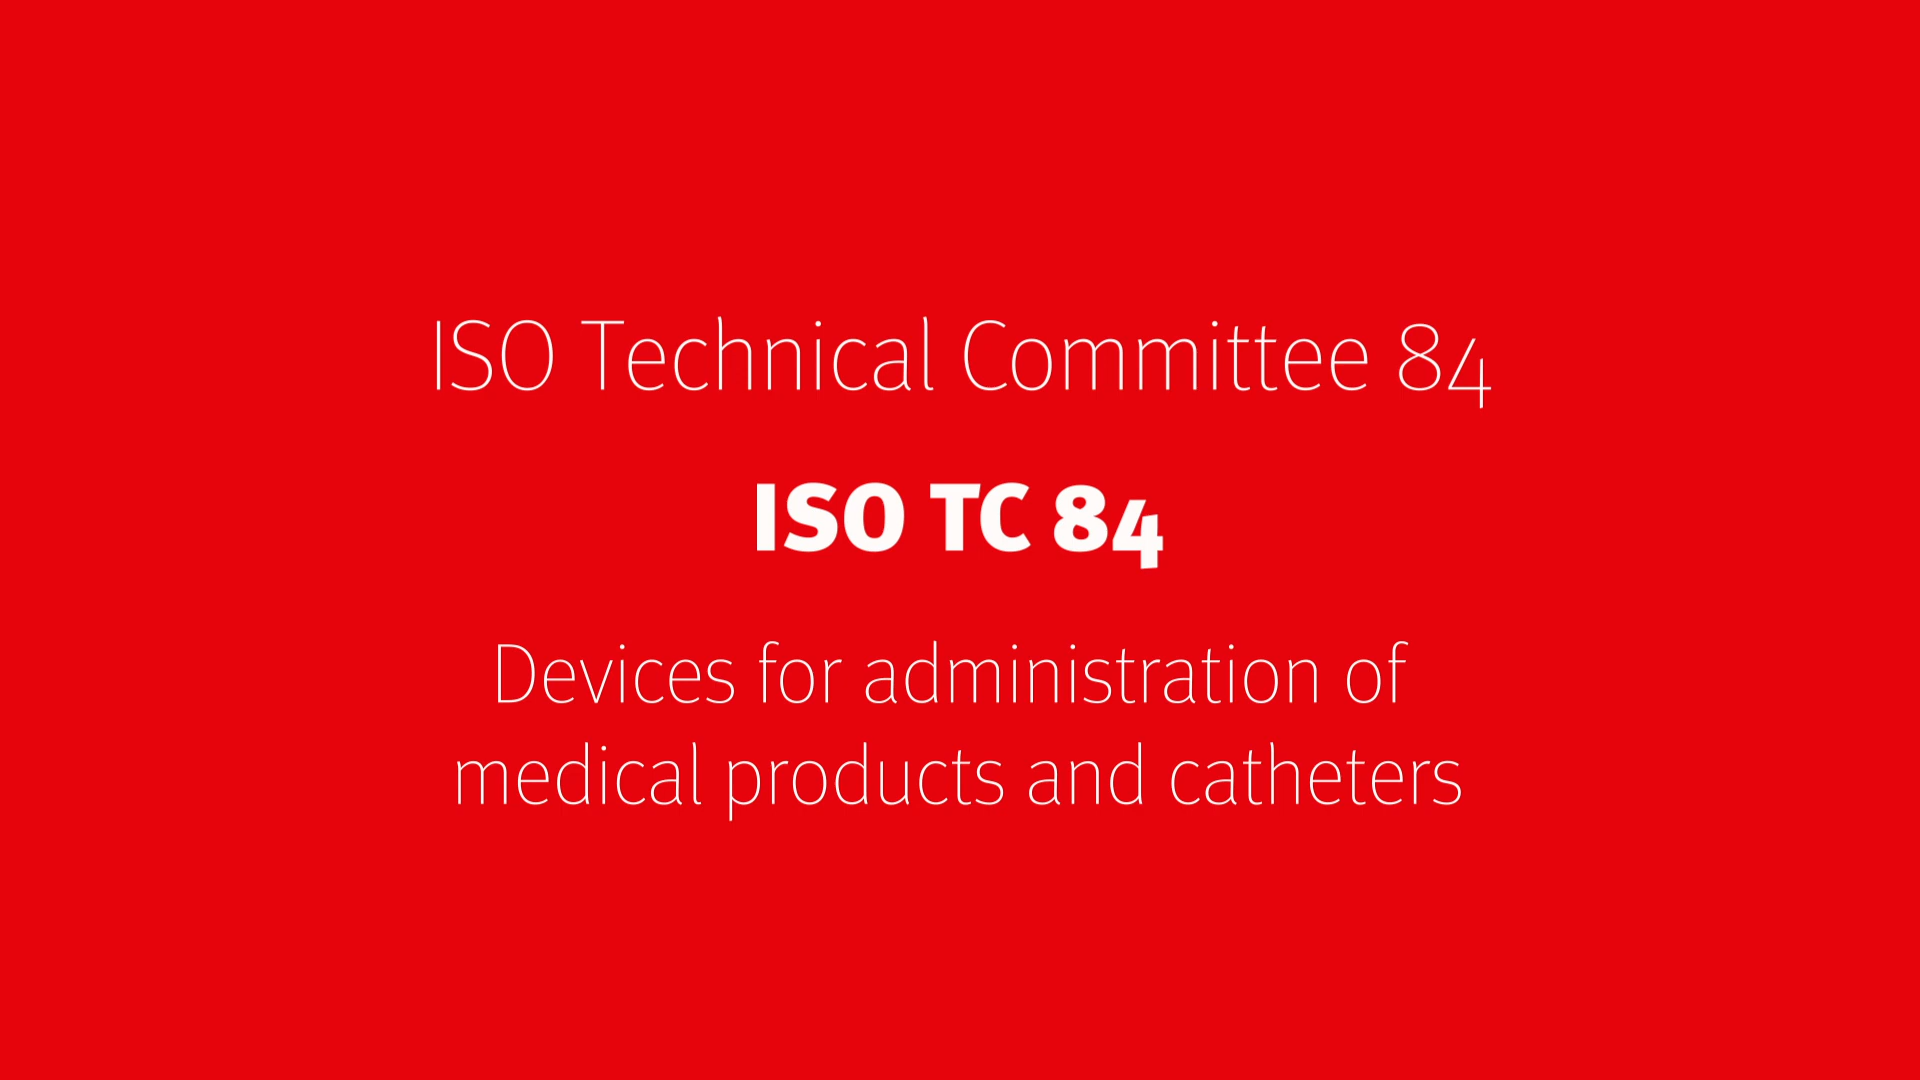 ISO Technical Committee 84
ISO TC 84
Devices for administration of
medical products and catheters